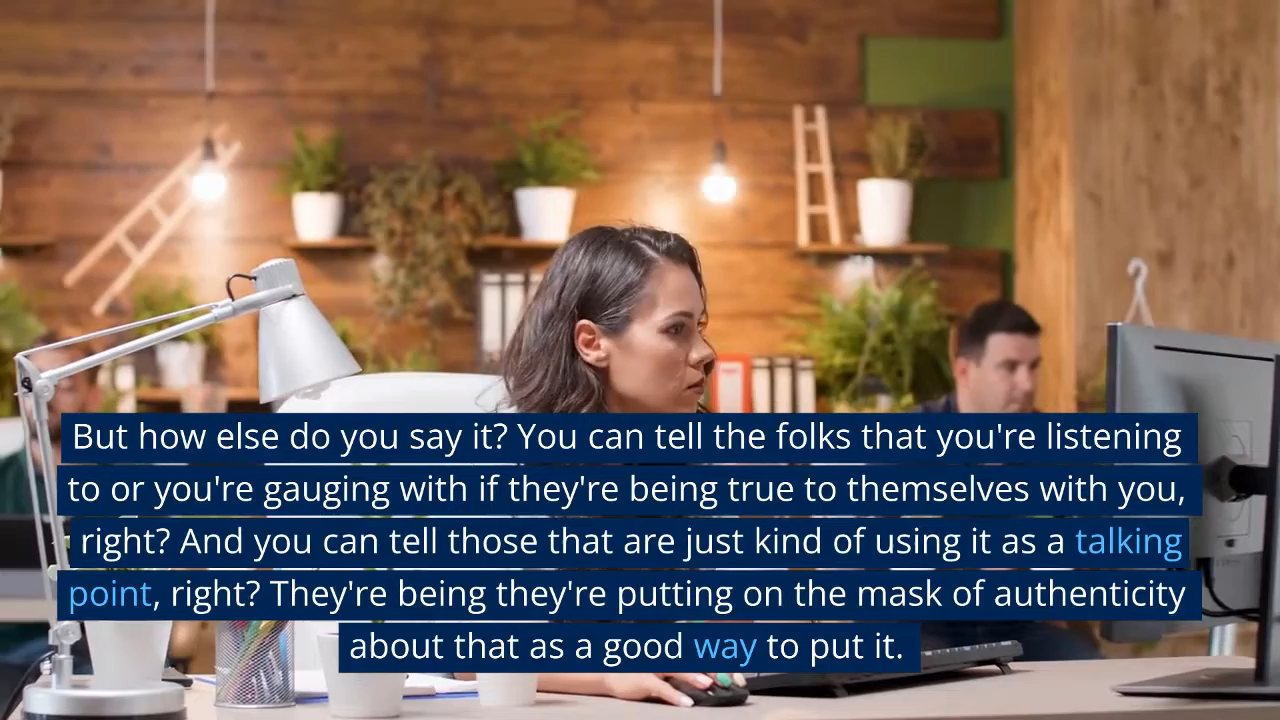 But how else do you say it? You can tell the folks that you're listening
to or you're gauging with if they're being true to themselves with you,
right? And you can tell those that are just kind of using it as a talking
point, right? They're being they're putting on the mask of authenticity
about that as a good way to put it.